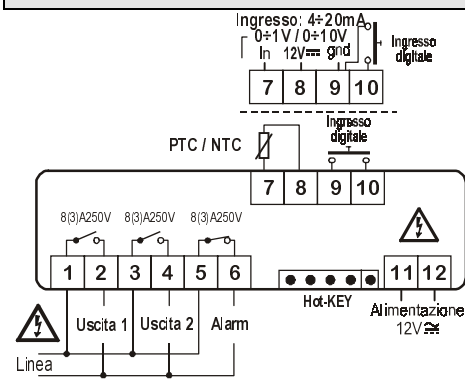 Ingresso: 4÷20mA
0÷1V / 0÷10V
In 12V⎓ gnd
Ingresso
digitale
7 8 9 10
Ingresso
digitale
PTC / NTC
7 8 9 10
8(3)A250V 8(3)A250V 8(3)A250V
1 2 3 4 5 6
Hot-KEY
11 12
Uscita 1 Uscita 2 Alarm
Alimentazione
12V≂
Linea